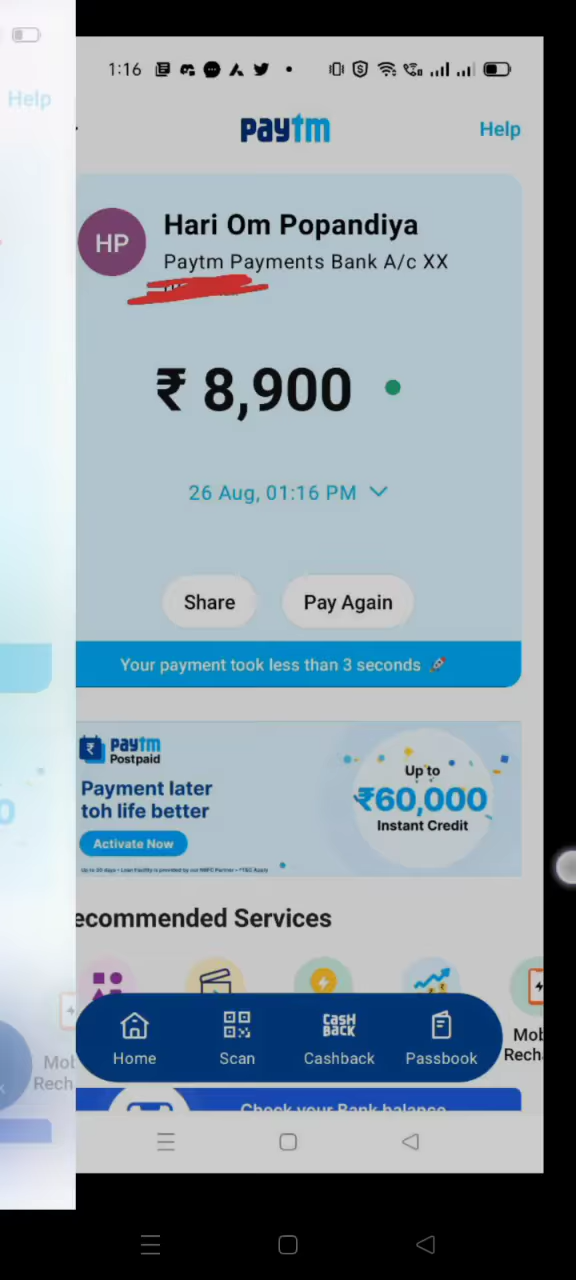 Help
1:16
paytm
Help
HP
Hari Om Popandiya
Paytm Payments Bank A/c XX
₹ 8,900
26 Aug, 01:16 PM
Share
Pay Again
Your payment took less than 3 seconds
paytm
Postpaid
Payment later
toh life better
Activate Now
Up to
₹60,000
Instant Credit
ecommended Services
Home
Scan
CASH
BACK
Cashback
Passbook
Mob
Recha
Mob
Rech
Check your Bank balance